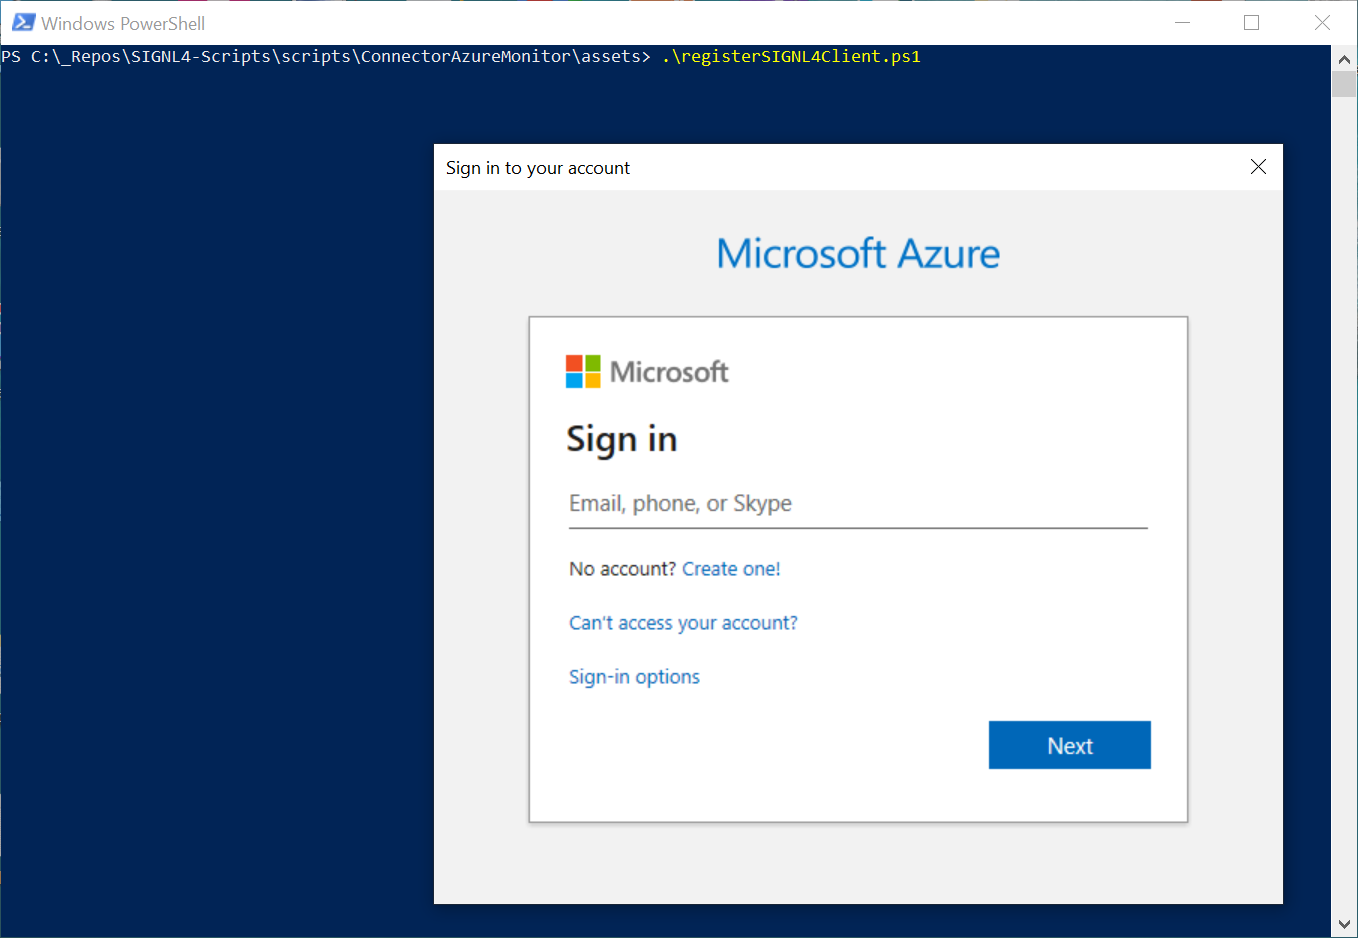 Windows PowerShell
PS C:\_Repos\SIGNL4-Scripts\scripts\ConnectorAzureMonitor\assets> .\registerSIGNL4Client.ps1
Sign in to your account
Microsoft Azure
Microsoft
Sign in
Email, phone, or Skype
No account? Create one!
Can't access your account?
Sign-in options
Next